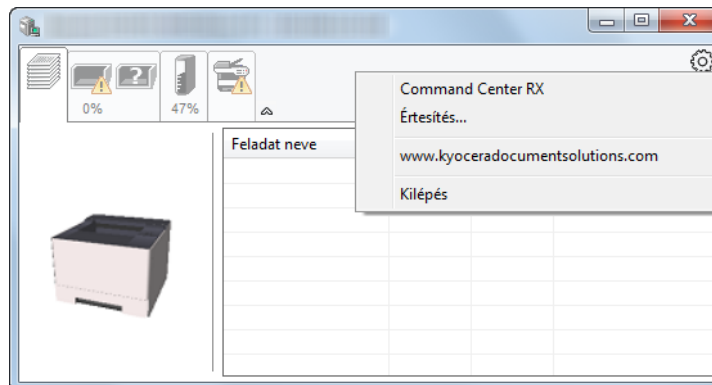 0%
47%
Feladat neve
Command Center RX
Értesítés...
www.kyoceradocumentsolutions.com
Kilépés